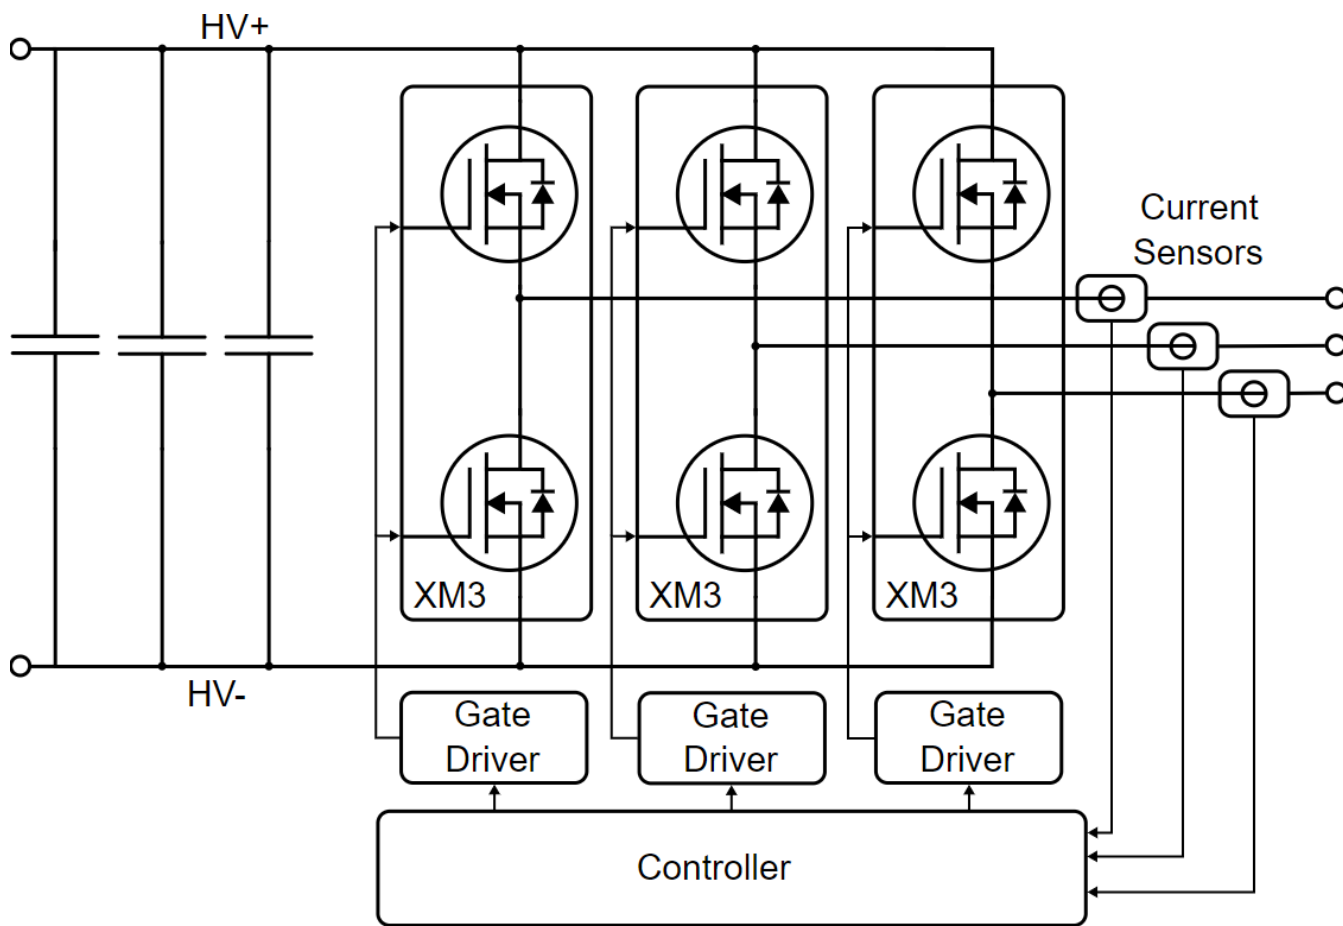 HV+
Current
Sensors
XM3
XM3
XM3
HV-
Gate
Driver
Gate
Driver
Gate
Driver
Controller